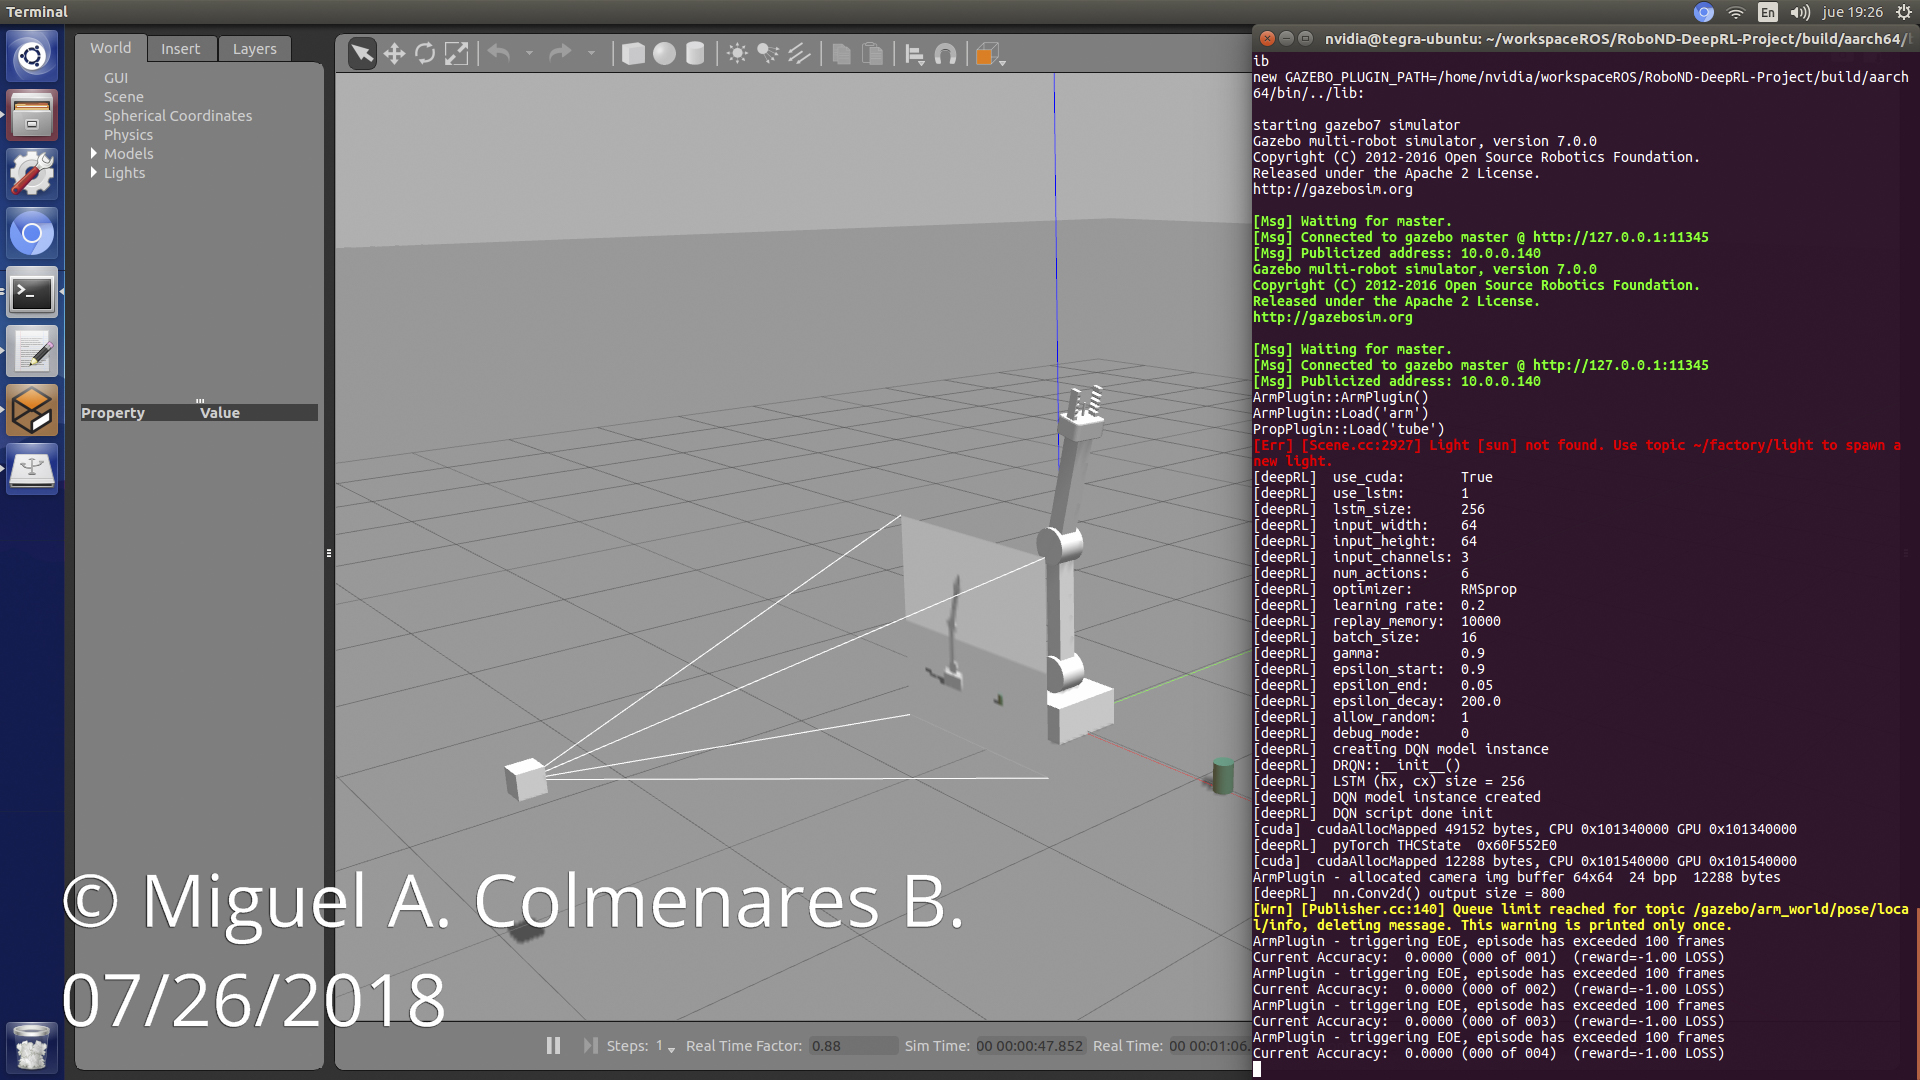 Terminal
En
jue 19:26
World
Insert
Layers
GUI
Scene
Spherical Coordinates
Physics
Models
Lights
Property
Value
© Miguel A. Colmenares B.
07/26/2018
Steps: 1
Real Time Factor: 0.88
Sim Time: 00 00:00:47.852
Real Time: 00 00:01:06.
nvidia@tegra-ubuntu: ~/workspaceROS/RoboND-DeepRL-Project/build/aarch64/
ib
new GAZEBO_PLUGIN_PATH=/home/nvidia/workspaceROS/RoboND-DeepRL-Project/build/aarch
64/bin/../lib:
starting gazebo7 simulator
Gazebo multi-robot simulator, version 7.0.0
Copyright (C) 2012-2016 Open Source Robotics Foundation.
Released under the Apache 2 License.
http://gazebosim.org
[Msg] Waiting for master.
[Msg] Connected to gazebo master @ http://127.0.0.1:11345
[Msg] Publicized address: 10.0.0.140
Gazebo multi-robot simulator, version 7.0.0
Copyright (C) 2012-2016 Open Source Robotics Foundation.
Released under the Apache 2 License.
http://gazebosim.org
[Msg] Waiting for master.
[Msg] Connected to gazebo master @ http://127.0.0.1:11345
[Msg] Publicized address: 10.0.0.140
ArmPlugin::ArmPlugin()
ArmPlugin::Load('arm')
PropPlugin::Load('tube')
[Err] [Scene.cc:2927] Light [sun] not found. Use topic ~/factory/light to spawn a
new light.
[deepRL]  use_cuda:       True
[deepRL]  use_lstm:       1
[deepRL]  lstm_size:      256
[deepRL]  input_width:    64
[deepRL]  input_height:   64
[deepRL]  input_channels: 3
[deepRL]  num_actions:    6
[deepRL]  optimizer:      RMSprop
[deepRL]  learning rate:  0.2
[deepRL]  replay_memory:  10000
[deepRL]  batch_size:     16
[deepRL]  gamma:          0.9
[deepRL]  epsilon_start:  0.9
[deepRL]  epsilon_end:    0.05
[deepRL]  epsilon_decay:  200.0
[deepRL]  allow_random:   1
[deepRL]  debug_mode:     0
[deepRL]  creating DQN model instance
[deepRL]  DRQN::__init__()
[deepRL]  LSTM (hx, cx) size = 256
[deepRL]  DQN model instance created
[deepRL]  DQN script done init
[cuda]  cudaAllocMapped 49152 bytes, CPU 0x101340000 GPU 0x101340000
[deepRL]  pyTorch THCState  0x60F552E0
[cuda]  cudaAllocMapped 12288 bytes, CPU 0x101540000 GPU 0x101540000
ArmPlugin - allocated camera img buffer 64x64  24 bpp  12288 bytes
[deepRL]  nn.Conv2d() output size = 800
[Wrn] [Publisher.cc:140] Queue limit reached for topic /gazebo/arm_world/pose/loca
l/info, deleting message. This warning is printed only once.
ArmPlugin - triggering EOE, episode has exceeded 100 frames
Current Accuracy:  0.0000 (000 of 001)  (reward=-1.00 LOSS)
ArmPlugin - triggering EOE, episode has exceeded 100 frames
Current Accuracy:  0.0000 (000 of 002)  (reward=-1.00 LOSS)
ArmPlugin - triggering EOE, episode has exceeded 100 frames
Current Accuracy:  0.0000 (000 of 003)  (reward=-1.00 LOSS)
ArmPlugin - triggering EOE, episode has exceeded 100 frames
Current Accuracy:  0.0000 (000 of 004)  (reward=-1.00 LOSS)